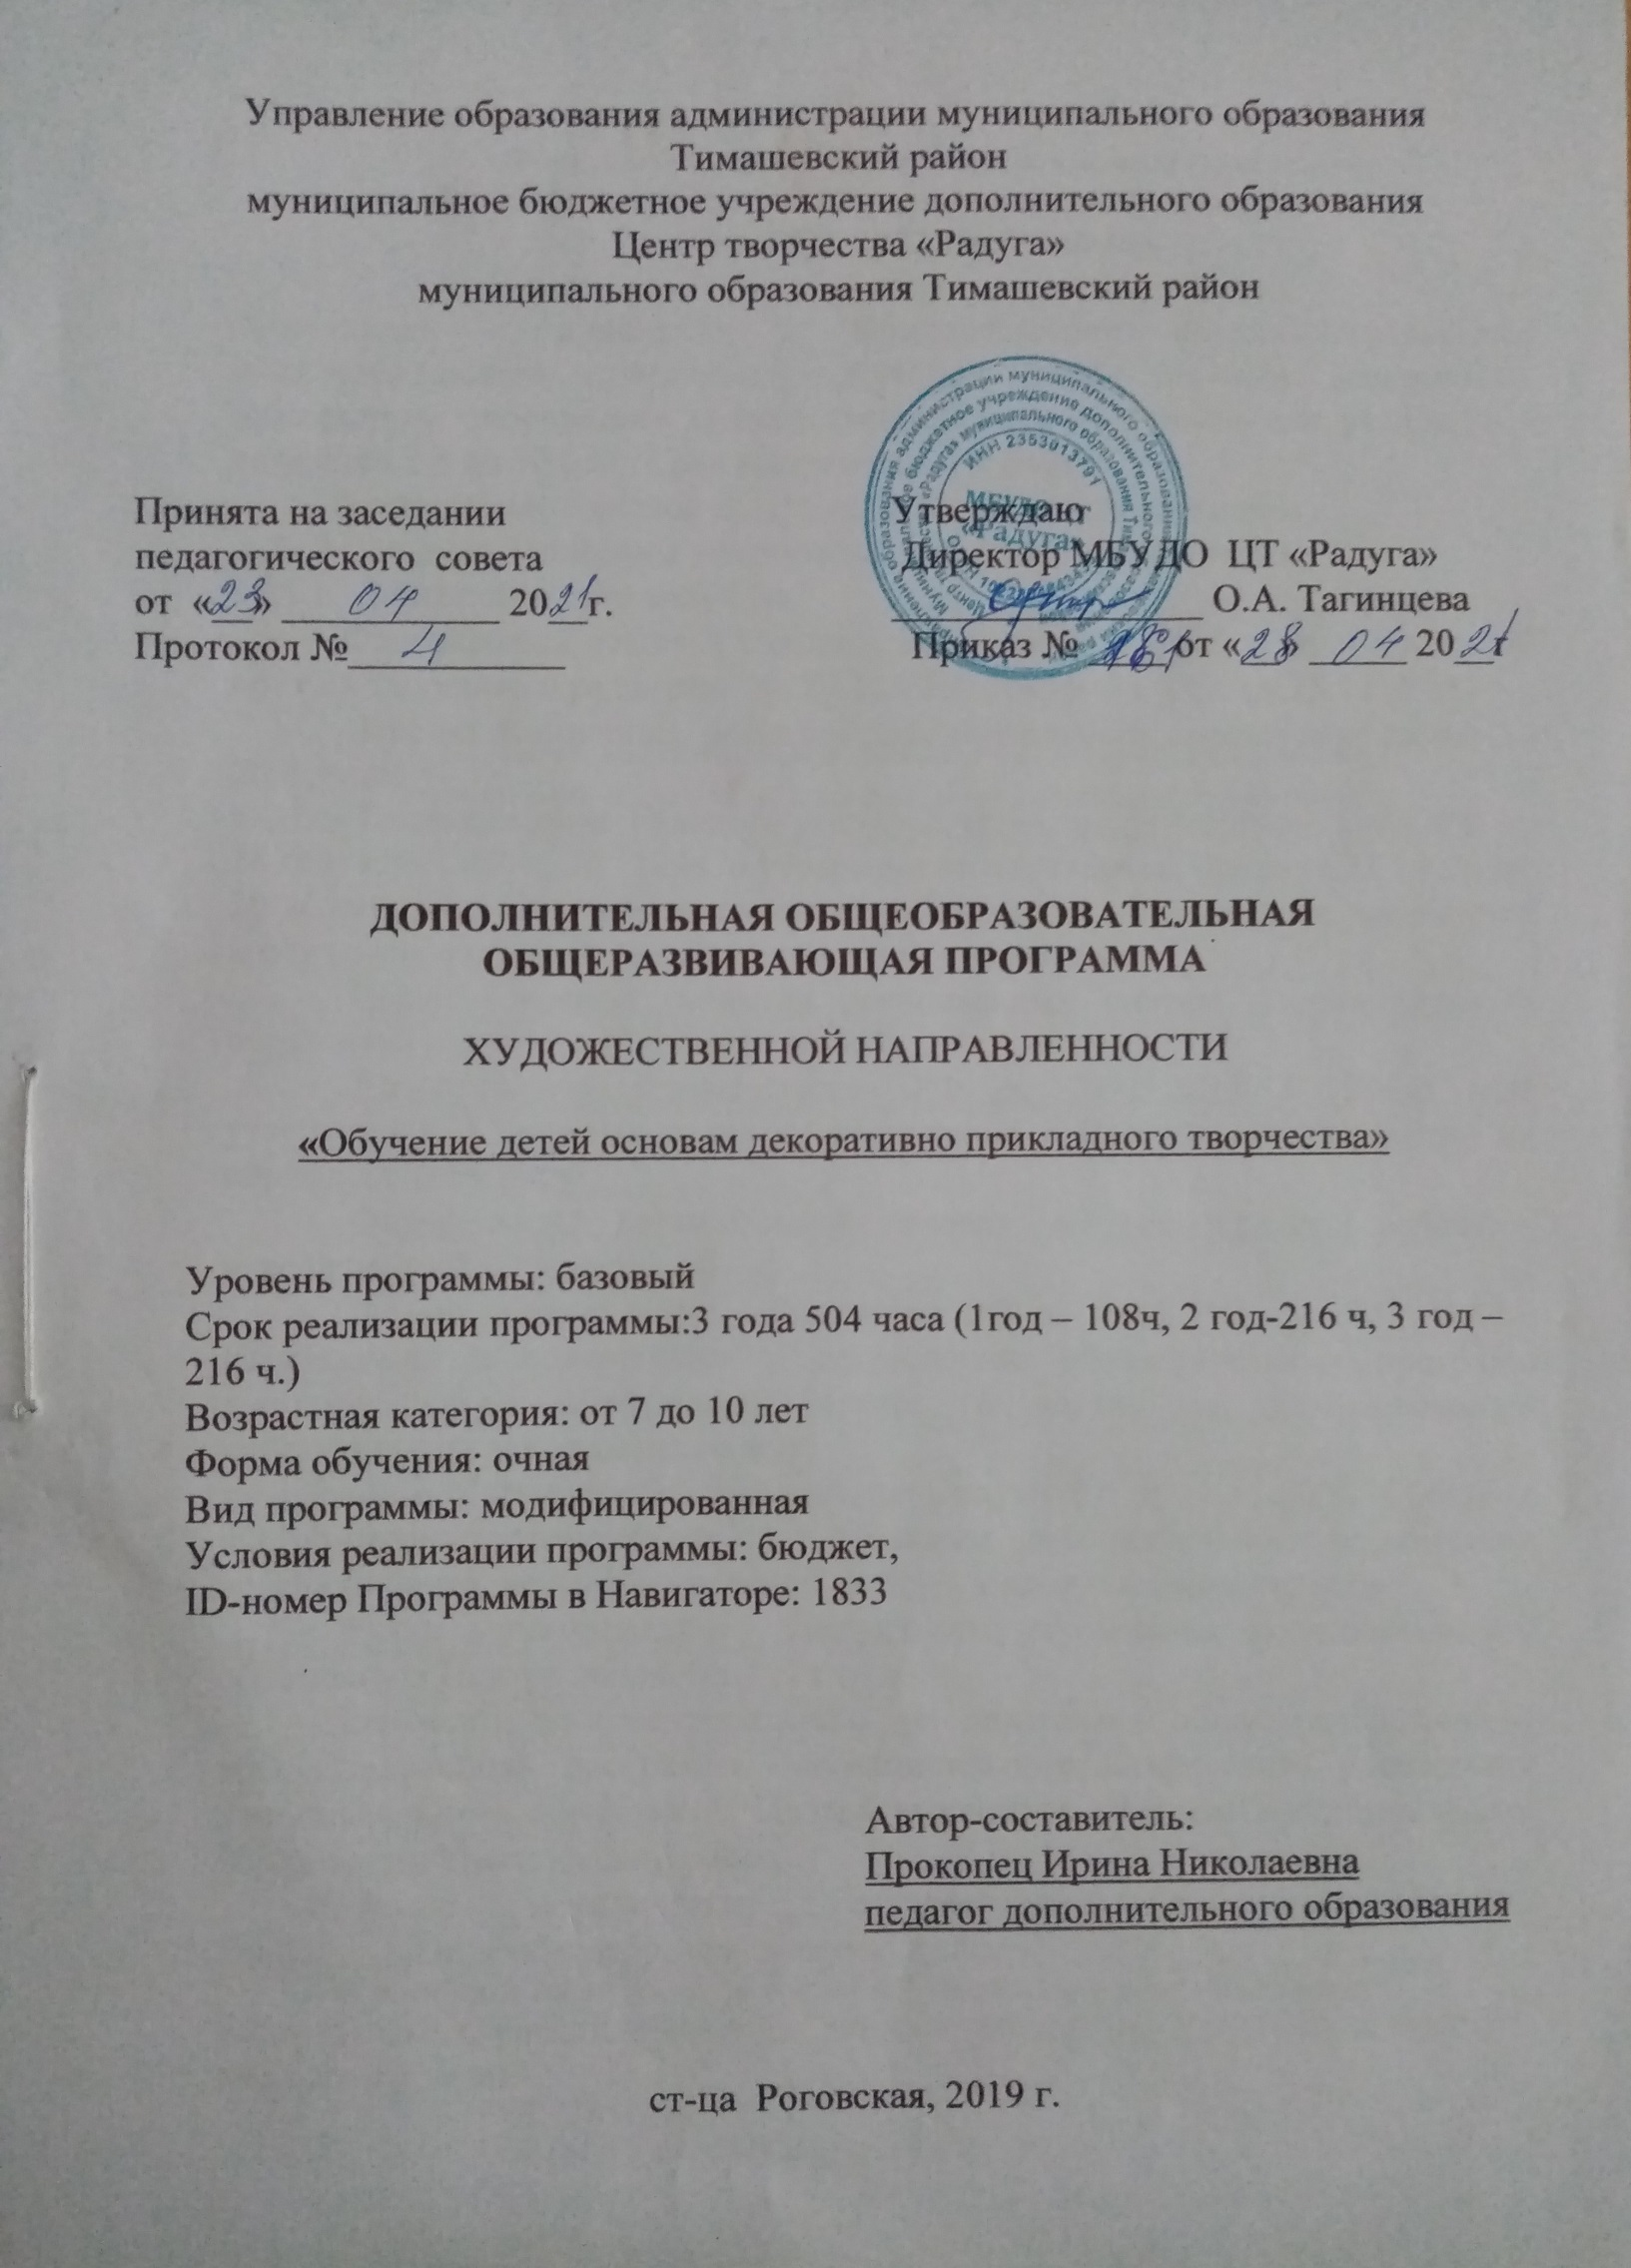 Управление образования администрации муниципального образования
Тимашевский район
муниципальное бюджетное учреждение дополнительного образования
Центр творчества «Радуга»
муниципального образования Тимашевский район
ИНН 2353013791
МБУДО ЦТ
«Радуга»
Принята на заседании
педагогического совета
от «23» 04 2021г.
Протокол № 4
Утверждаю
Директор МБУДО ЦТ «Радуга»
О.А. Тагинцева
Приказ № от «28» 04 2021
ДОПОЛНИТЕЛЬНАЯ ОБЩЕОБРАЗОВАТЕЛЬНАЯ
ОБЩЕРАЗВИВАЮЩАЯ ПРОГРАММА
ХУДОЖЕСТВЕННОЙ НАПРАВЛЕННОСТИ
«Обучение детей основам декоративно прикладного творчества»
Уровень программы: базовый
Срок реализации программы:3 года 504 часа (1год – 108ч, 2 год-216 ч, 3 год –
216 ч.)
Возрастная категория: от 7 до 10 лет
Форма обучения: очная
Вид программы: модифицированная
Условия реализации программы: бюджет,
ID-номер Программы в Навигаторе: 1833
Автор-составитель:
Прокопец Ирина Николаевна
педагог дополнительного образования
ст-ца Роговская, 2019 г.